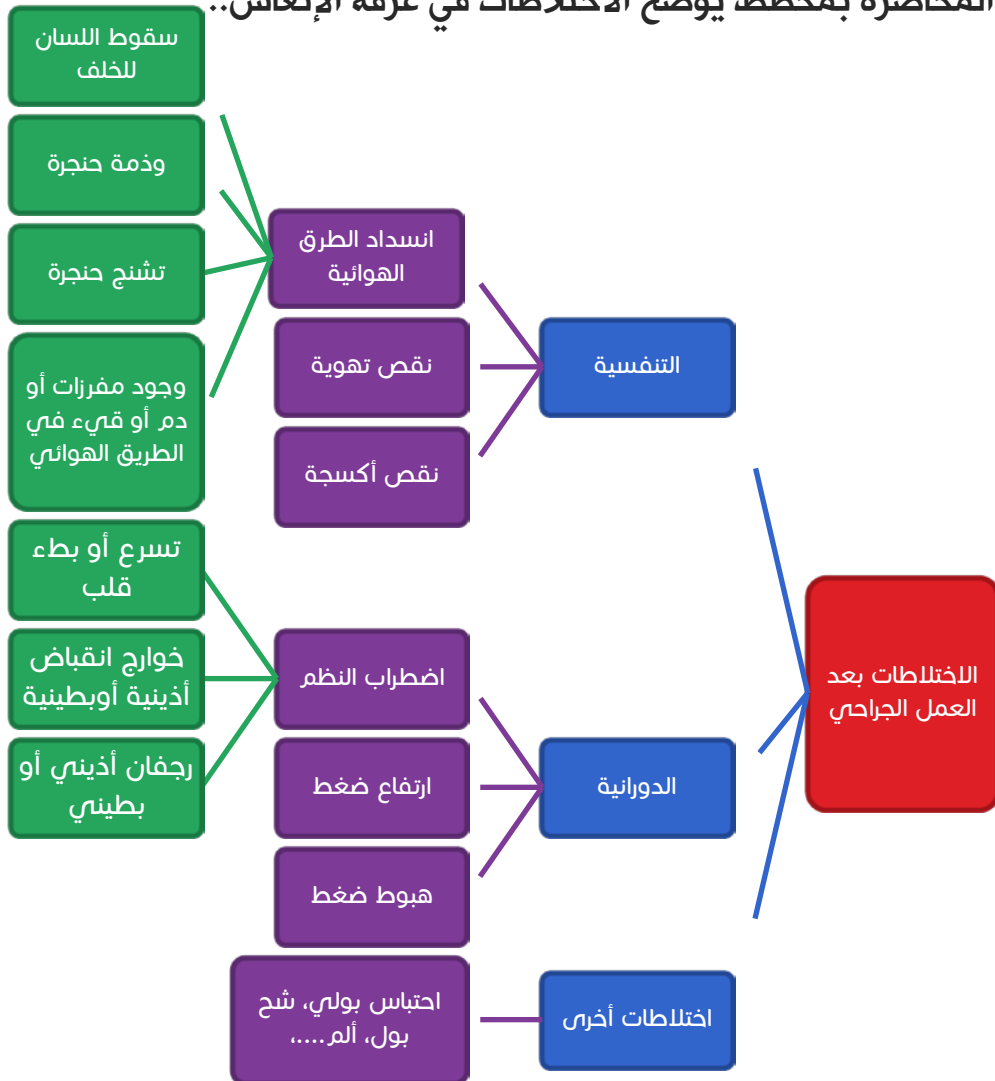 المحاضرة بمخطط يوضح الاختلاطات في غرفة الإنعاش..
الاختلاطات بعد
العمل الجراحي
التنفسية
انسداد الطرق
الهوائية
سقوط اللسان
للخلف
وذمة حنجرة
تشنج حنجرة
وجود مفرزات أو
دم أو قيء في
الطريق الهوائي
نقص تهوية
نقص أكسجة
الدورانية
اضطراب النظم
تسرع أو بطء
قلب
خوارج انقباض
أذينية أوبطينية
رجفان أذيني أو
بطيني
ارتفاع ضغط
هبوط ضغط
اختلاطات أخرى
احتباس بولي، شح
بول، ألم....،